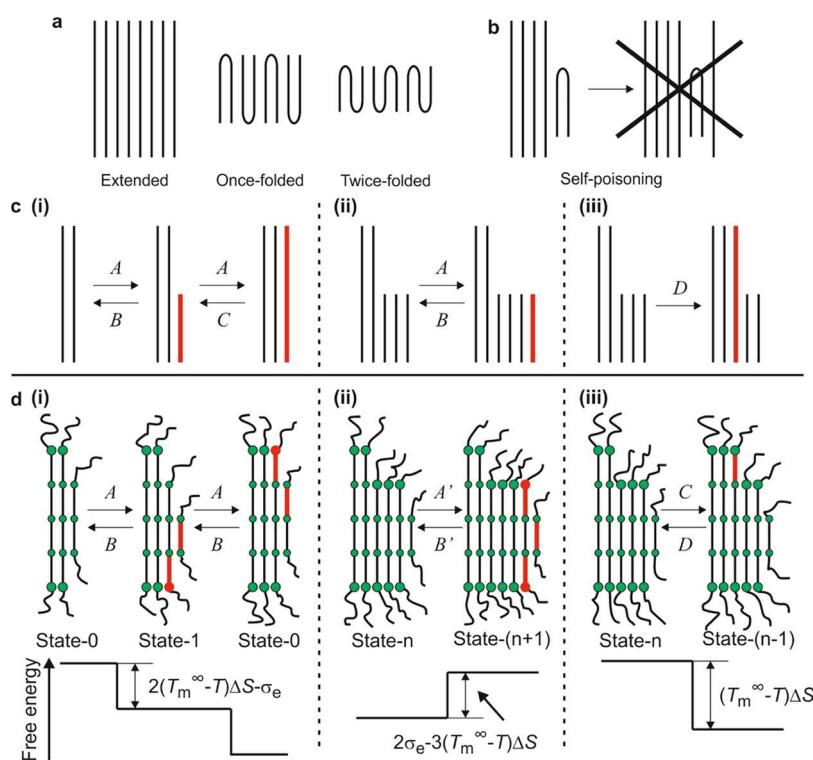 a
b
Extended
Once-folded
Twice-folded
Self-poisoning
c (i)
(ii)
(iii)
A
B
A
C
A
B
D
d (i)
(ii)
(iii)
A
B
A
B
A'
B'
C
D
State-0
State-1
State-0
State-n
State-(n+1)
State-n
State-(n-1)
Free energy
2(Tm∞-T)ΔS-σe
2σe-3(Tm∞-T)ΔS
(Tm∞-T)ΔS